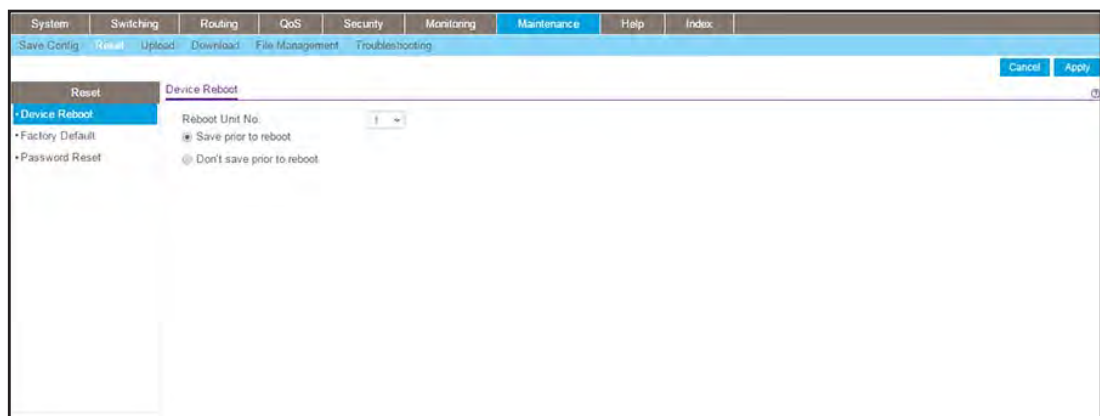 System Switching Routing QoS Security Monitoring Maintenance Help Index
Save Config Reset Upload Download File Management Troubleshooting
Cancel Apply
Reset
Device Reboot
Factory Default
Password Reset
Device Reboot
Reboot Unit No. 1
Save prior to reboot
Don't save prior to reboot